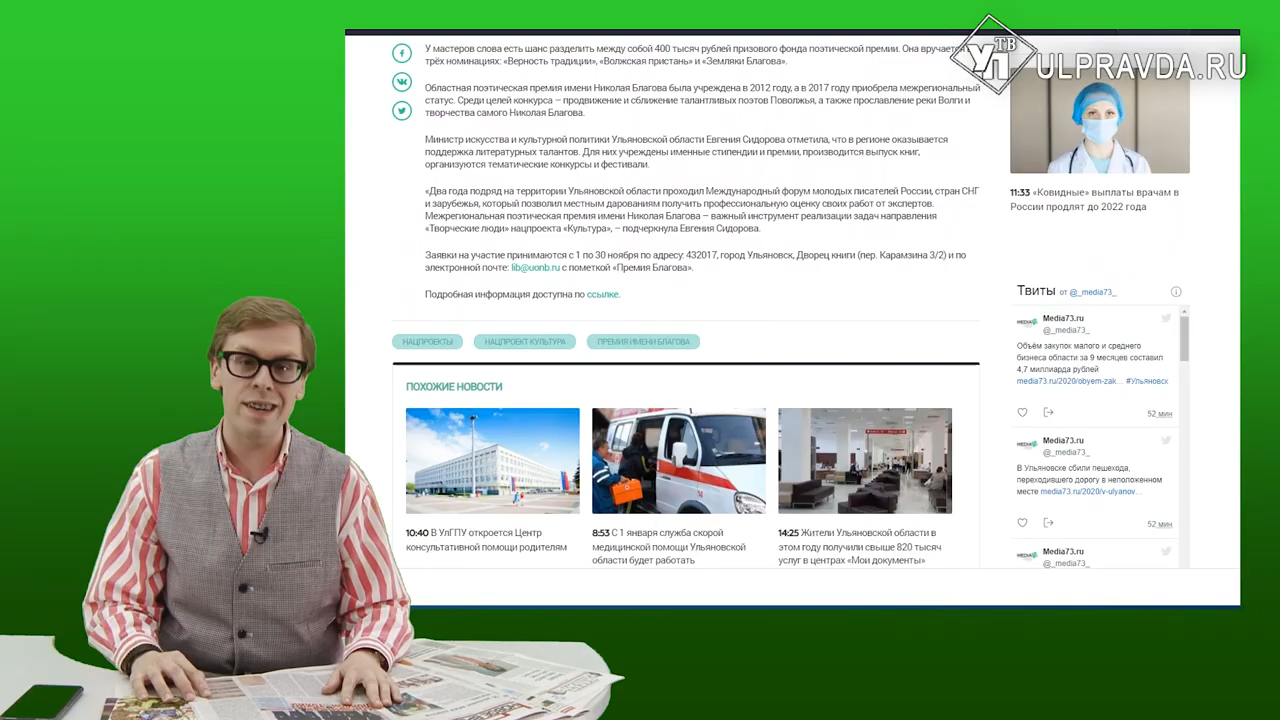 У мастеров слова есть шанс разделить между собой 400 тысяч рублей призового фонда поэтической премии. Она вручается
трёх номинациях: «Верность традиции», «Волжская пристань» и «Земляки Благова».
Областная поэтическая премия имени Николая Благова была учреждена в 2012 году, а в 2017 году приобрела межрегиональный
статус. Среди целей конкурса – продвижение и сближение талантливых поэтов Поволжья, а также прославление реки Волги и
творчества самого Николая Благова.
Министр искусства и культурной политики Ульяновской области Евгения Сидорова отметила, что в регионе оказывается
поддержка литературных талантов. Для них учреждены именные стипендии и премии, производится выпуск книг,
организуются тематические конкурсы и фестивали.
«Два года подряд на территории Ульяновской области проходил Международный форум молодых писателей России, стран СНГ
и зарубежья, который позволил местным дарованиям получить профессиональную оценку своих работ от экспертов.
Межрегиональная поэтическая премия имени Николая Благова – важный инструмент реализации задач направления
«Творческие люди» нацпроекта «Культура», – подчеркнула Евгения Сидорова.
Заявки на участие принимаются с 1 по 30 ноября по адресу: 432017, город Ульяновск, Дворец книги (пер. Карамзина 3/2) и по
электронной почте: lib@uonb.ru с пометкой «Премия Благова».
Подробная информация доступна по ссылке.
НАЦПРОЕКТЫ
НАЦПРОЕКТ КУЛЬТУРА
ПРЕМИЯ ИМЕНИ БЛАГОВА
ПОХОЖИЕ НОВОСТИ
10:40 В УлГПУ откроется Центр
консультативной помощи родителям
8:53 С 1 января служба скорой
медицинской помощи Ульяновской
области будет работать
14:25 Жители Ульяновской области в
этом году получили свыше 820 тысяч
услуг в центрах «Мои документы»
УП ТВ
ULPRAVDA.RU
11:33 «Ковидные» выплаты врачам в
России продлят до 2022 года
Твиты от @_media73_
Media73.ru
@_media73_
Объём закупок малого и среднего
бизнеса области за 9 месяцев составил
4,7 миллиарда рублей
media73.ru/2020/obyem-zak… #Ульяновск
52 мин
Media73.ru
@_media73_
В Ульяновске сбили пешехода,
переходившего дорогу в неположенном
месте media73.ru/2020/v-ulyanov…
52 мин
Media73.ru
@_media73_